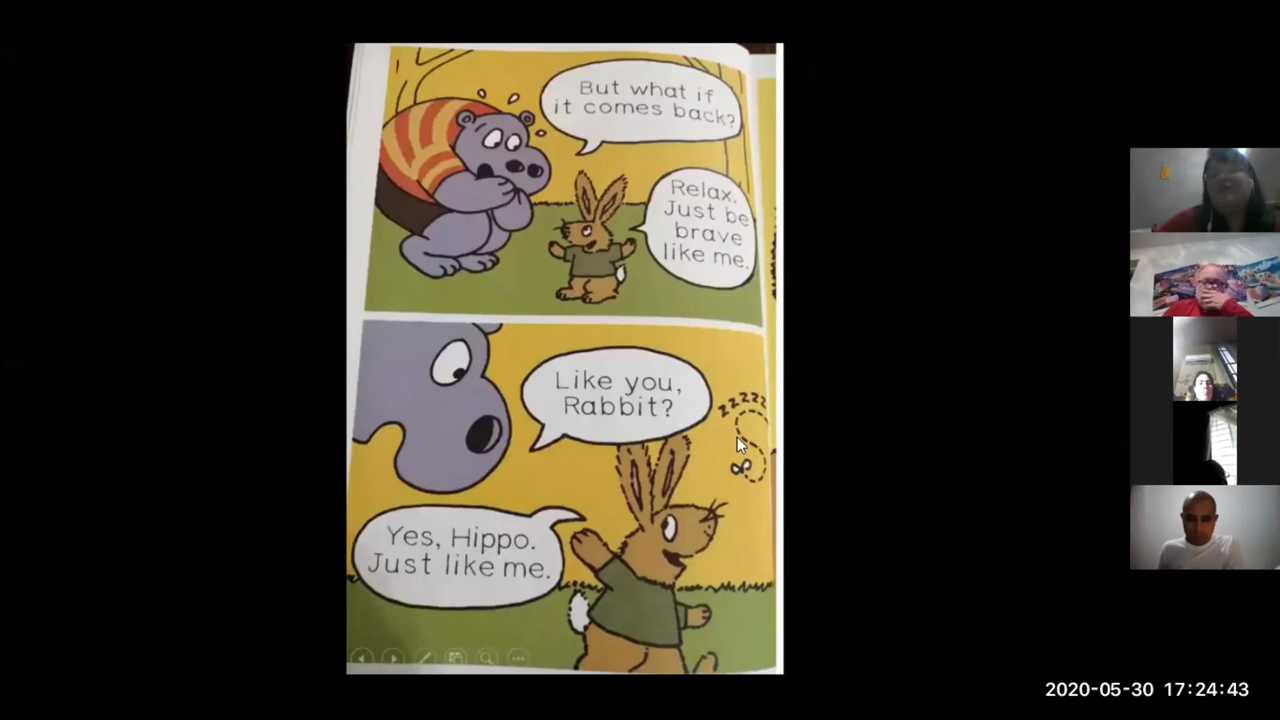 But what if
it comes back?
Relax.
Just be
brave
like me.
Like you,
Rabbit?
zzzzz
Yes, Hippo.
Just like me.
2020-05-30 17:24:43